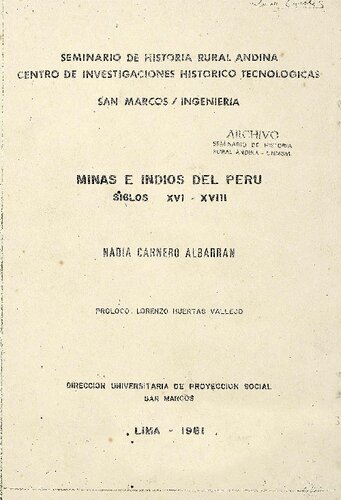 SEMINARIO DE HISTORIA RURAL ANDINA
CENTRO DE INVESTIGACIONES HISTORICO TECNOLOGICAS
SAN MARCOS / INGENIERIA
ARCHIVO
SEMINARIO DE HISTORIA
RURAL ANDINA - UNMSM
MINAS E INDIOS DEL PERU
SIGLOS XVI - XVIII
NADIA CARNERO ALBARRAN
PROLOGO. LORENZO HUERTAS VALLEJO
DIRECCION UNIVERSITARIA DE PROYECCION SOCIAL
SAN MARCOS
LIMA - 1981